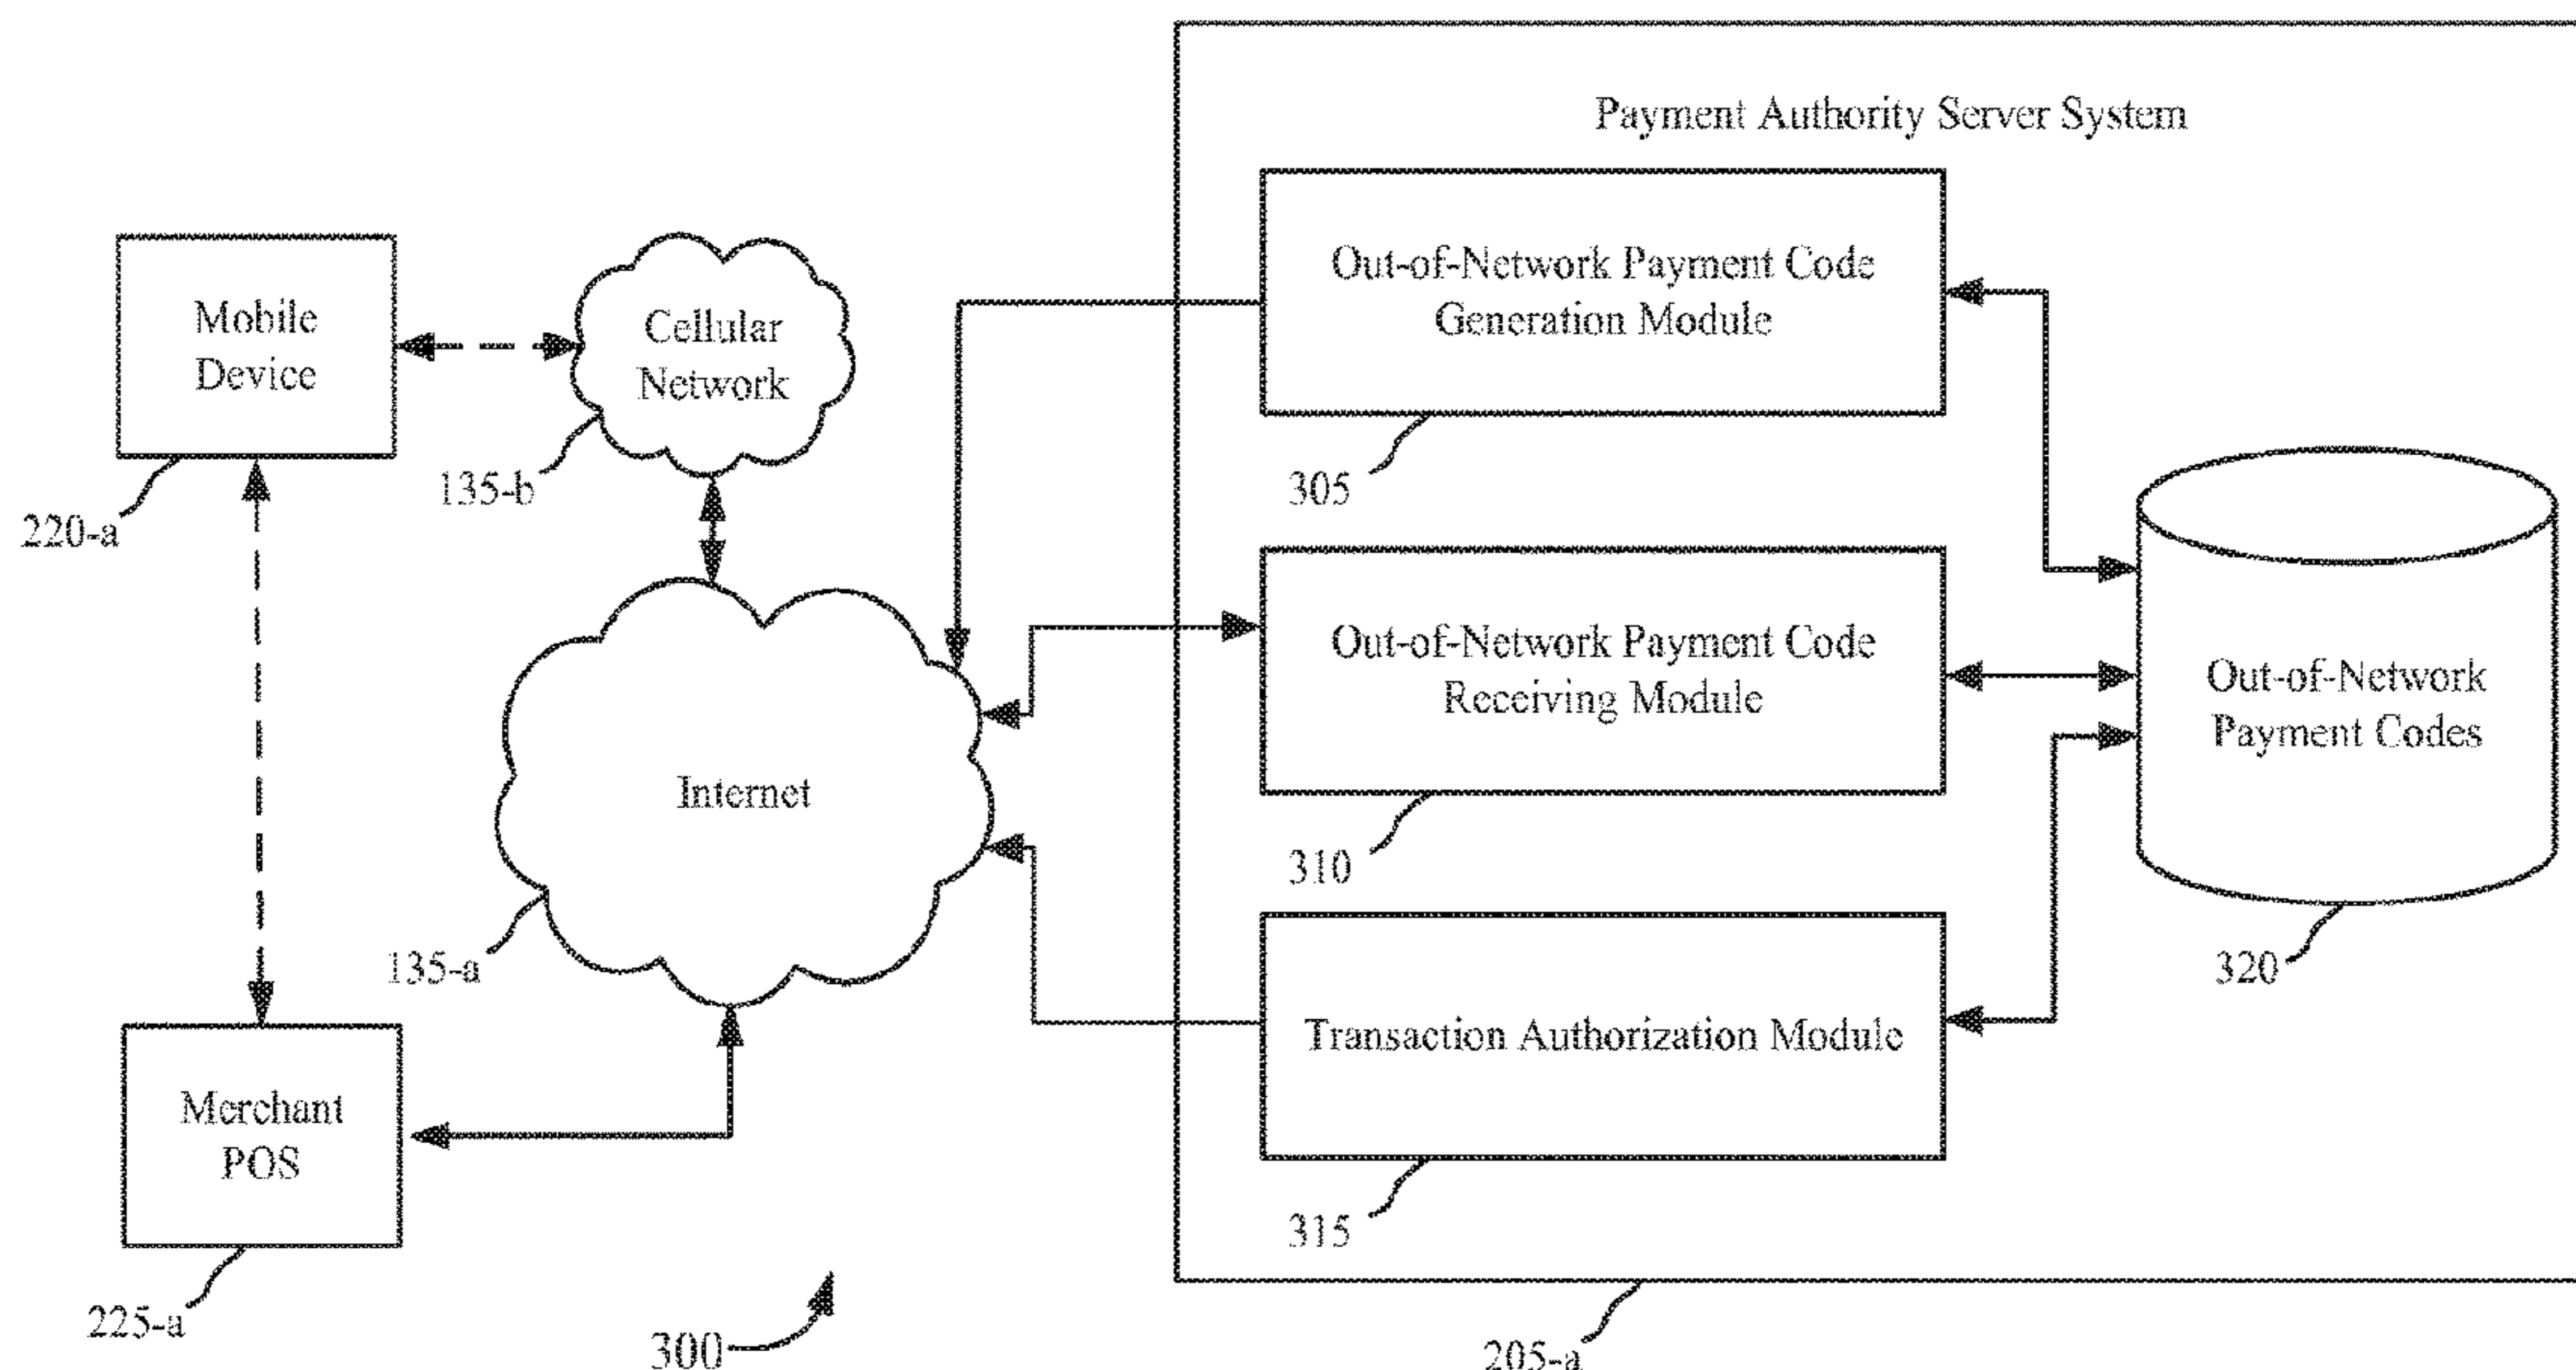 Payment Authority Server System
Out-of-Network Payment Code
Generation Module
305
Mobile
Device
220-a
Cellular
Network
135-b
Out-of-Network Payment Code
Receiving Module
310
Out-of-Network
Payment Codes
320
Internet
135-a
Transaction Authorization Module
315
Merchant
POS
225-a
300
205-a